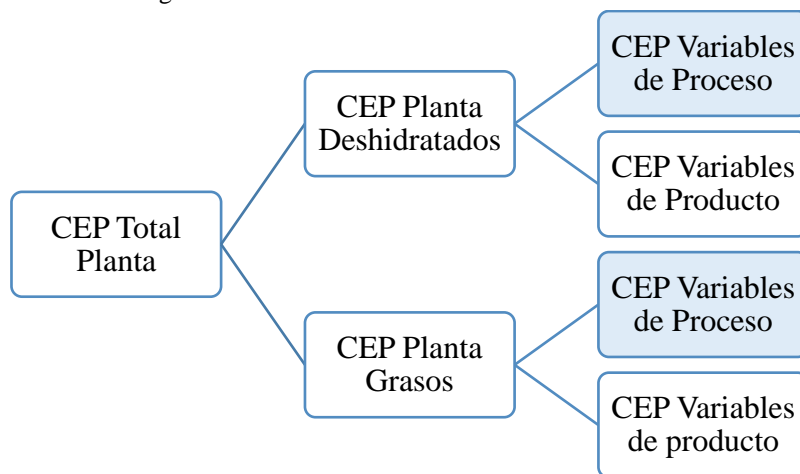 CEP Total
Planta
CEP Planta
Deshidratados
CEP Variables
de Proceso
CEP Variables
de Producto
CEP Planta
Grasos
CEP Variables
de Proceso
CEP Variables
de producto